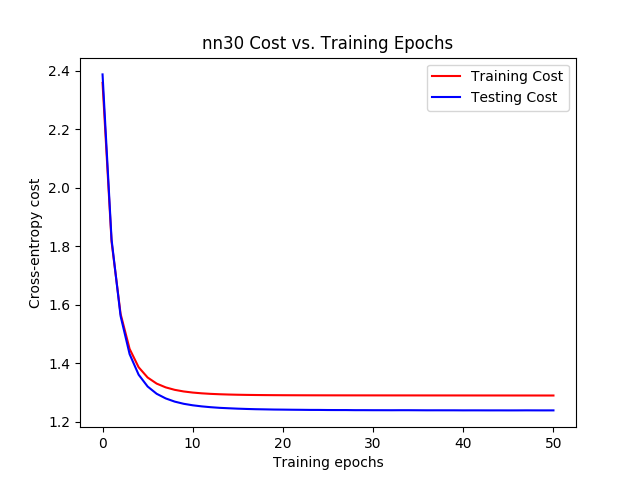 nn30 Cost vs. Training Epochs
Training Cost
Testing Cost
Cross-entropy cost
2.4
2.2
2.0
1.8
1.6
1.4
1.2
0 10 20 30 40 50
Training epochs